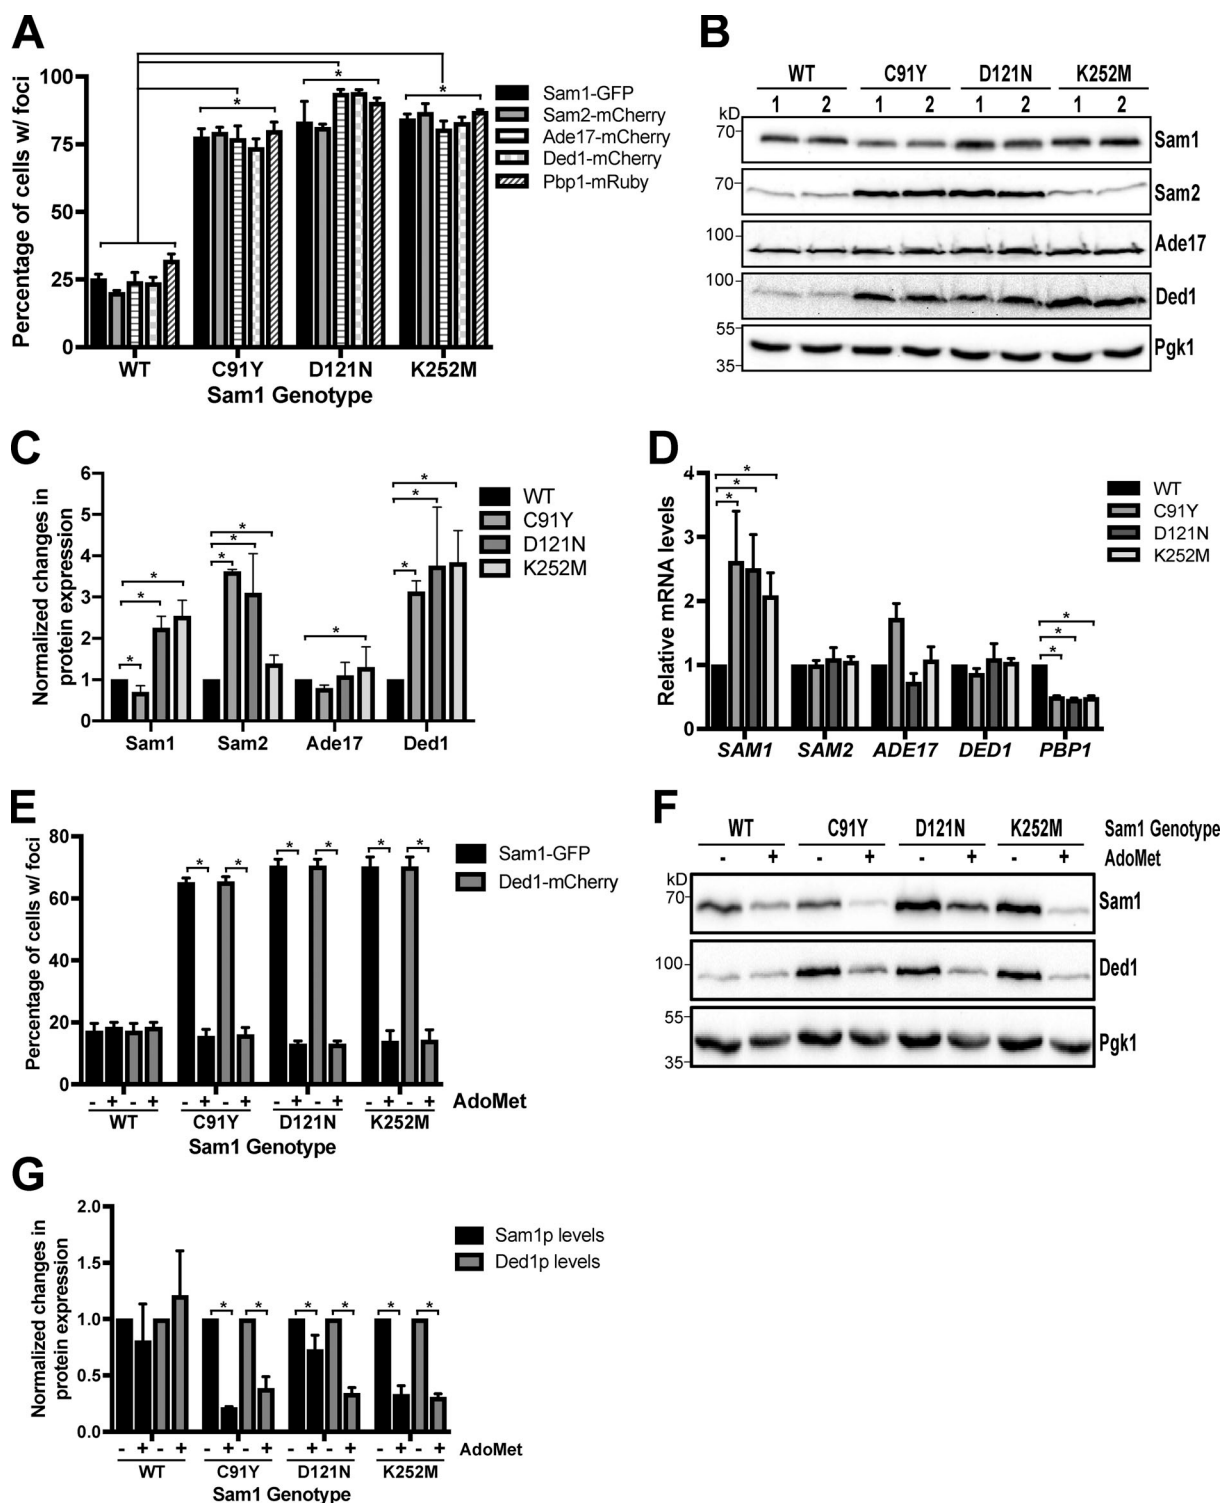 A
Percentage of cells w/ foci
100
75
50
25
0
*
*
*
WT
C91Y
D121N
K252M
Sam1 Genotype
Sam1-GFP
Sam2-mCherry
Ade17-mCherry
Ded1-mCherry
Pbp1-mRuby
B
WT C91Y D121N K252M
kD 1 2 1 2 1 2 1 2
70 Sam1
70 Sam2
100 Ade17
100 Ded1
55
35 Pgk1
C
Normalized changes in
protein expression
6
5
4
3
2
1
0
* * *
* * *
*
* * *
Sam1 Sam2 Ade17 Ded1
WT
C91Y
D121N
K252M
D
Relative mRNA levels
4
3
2
1
0
* * *
* * *
SAM1 SAM2 ADE17 DED1 PBP1
WT
C91Y
D121N
K252M
E
Percentage of cells w/ foci
80
60
40
20
0
* * * * * *
- + - + - + - + - + - + - + - + AdoMet
WT C91Y D121N K252M
Sam1 Genotype
Sam1-GFP
Ded1-mCherry
F
WT C91Y D121N K252M Sam1 Genotype
- + - + - + - + AdoMet
kD
70 Sam1
100 Ded1
55
35 Pgk1
G
Normalized changes in
protein expression
2.0
1.5
1.0
0.5
0.0
* * * * * *
- + - + - + - + - + - + - + - + AdoMet
WT C91Y D121N K252M
Sam1 Genotype
Sam1p levels
Ded1p levels